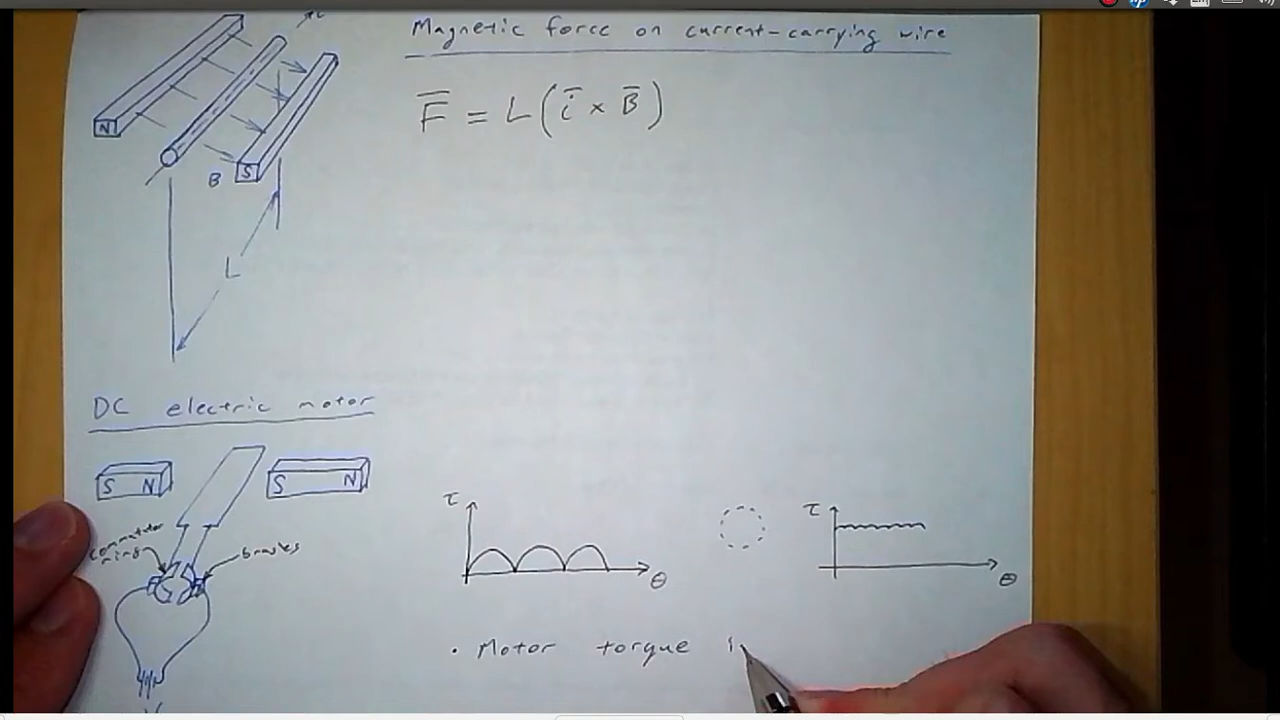 Magnetic force on current-carrying wire
F̅ = L(i̅ × B̅)
N
S
B
L
DC electric motor
S N
S N
commutator
ring
brushes
τ
θ
τ
θ
• Motor torque i